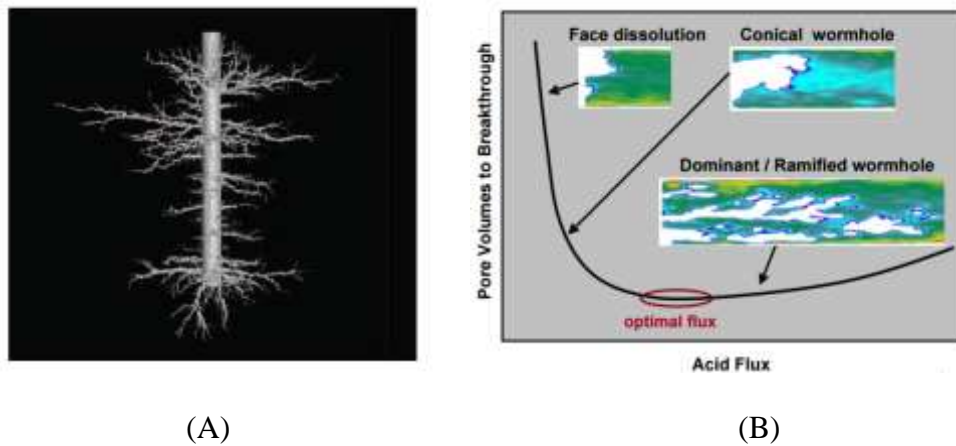 Face dissolution
Conical wormhole
Dominant / Ramified wormhole
optimal flux
Pore Volumes to Breakthrough
Acid Flux
(A)
(B)